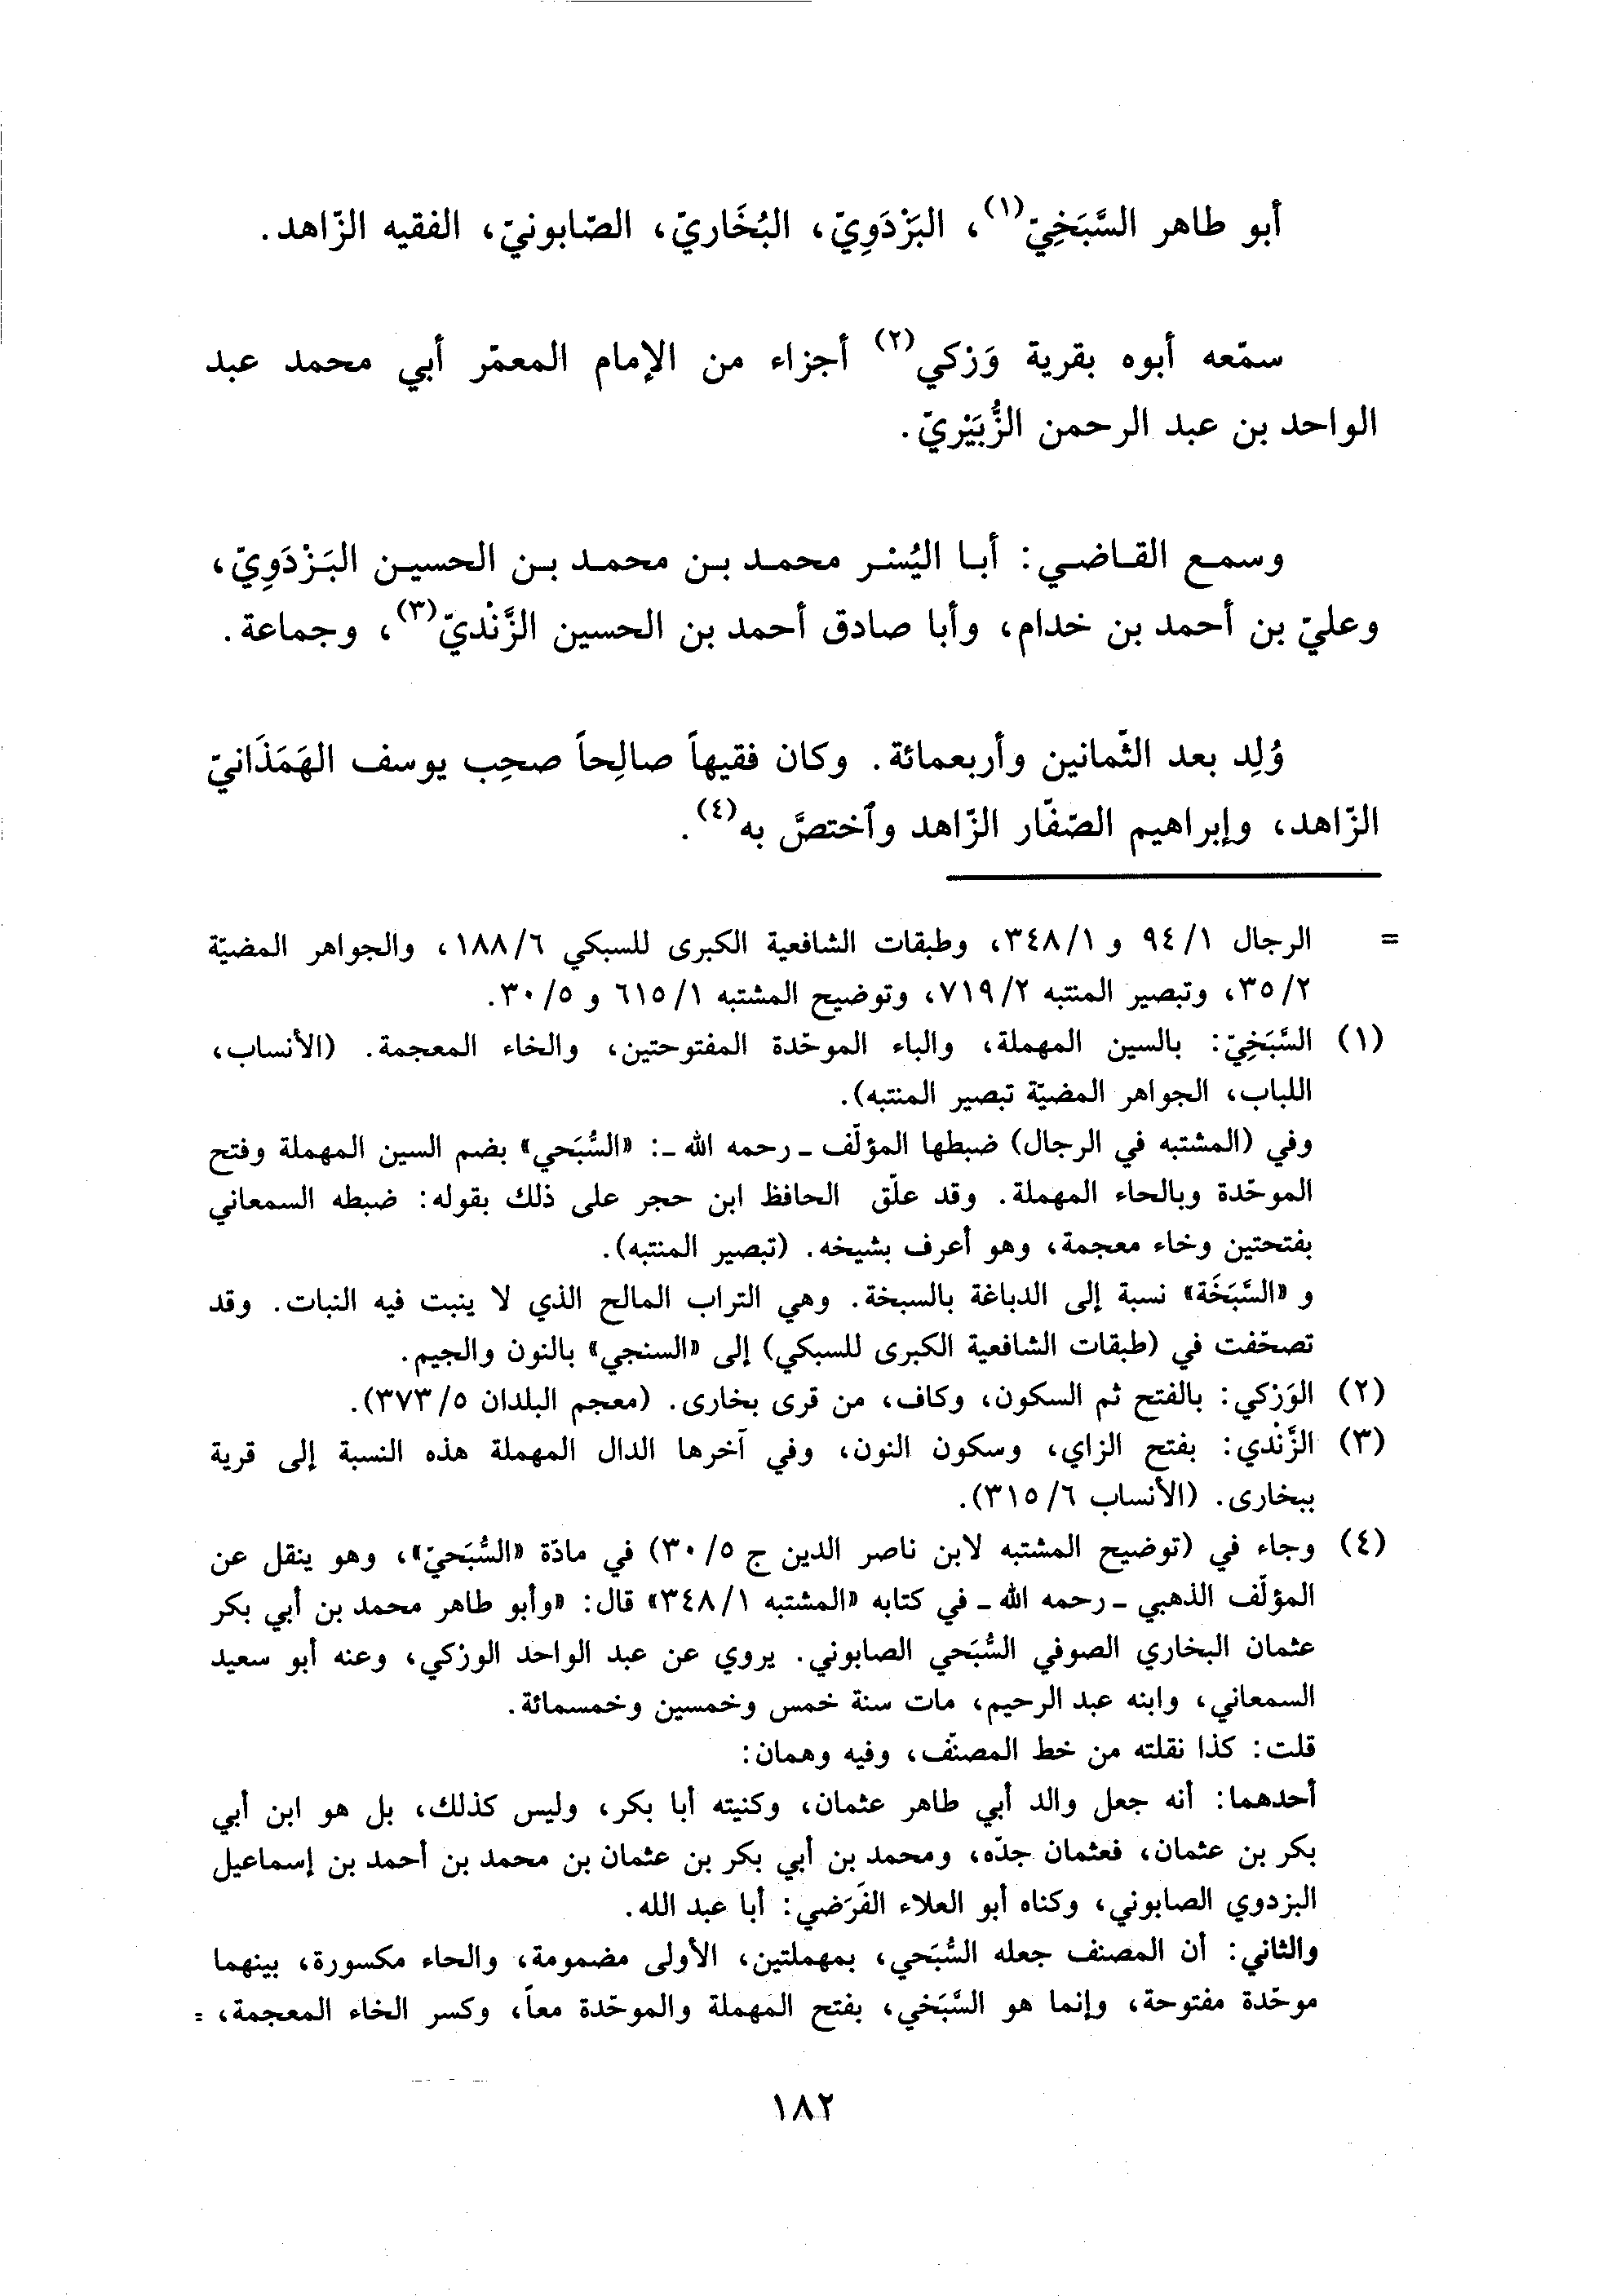 أبو طاهر السَّبَخِيّ(١)، البَزْدَوِيّ، البُخَاريّ، الصّابونيّ، الفقيه الزّاهد.
سمّعه أبوه بقرية وَزكي(٢) أجزاء من الإمام المعمّر أبي محمد عبد
الواحد بن عبد الرحمن الزُّبَيْريّ.
وسمع القاضي: أبا اليُسْر محمد بن محمد بن الحسين البَزْدَوِيّ،
وعليّ بن أحمد بن خدام، وأبا صادق أحمد بن الحسين الزَّنْديّ(٣)، وجماعة.
وُلِد بعد الثّمانين وأربعمائة. وكان فقيهاً صالِحاً صحِب يوسف الهَمَذَانيّ
الزّاهد، وإبراهيم الصّفّار الزّاهد وٱختصَّ به(٤).
= الرجال ٩٤/١ و ٣٤٨/١، وطبقات الشافعية الكبرى للسبكي ١٨٨/٦، والجواهر المضيّة
٣٥/٢، وتبصير المنتبه ٧١٩/٢، وتوضيح المشتبه ٦١٥/١ و ٣٠/٥.
(١) السَّبَخِيّ: بالسين المهملة، والباء الموحّدة المفتوحتين، والخاء المعجمة. (الأنساب،
اللباب، الجواهر المضيّة تبصير المنتبه).
وفي (المشتبه في الرجال) ضبطها المؤلّف ـ رحمه الله ـ: «السُّبَحي» بضم السين المهملة وفتح
الموحّدة وبالحاء المهملة. وقد علّق الحافظ ابن حجر على ذلك بقوله: ضبطه السمعاني
بفتحتين وخاء معجمة، وهو أعرف بشيخه. (تبصير المنتبه).
و «السَّبَخَة» نسبة إلى الدباغة بالسبخة. وهي التراب المالح الذي لا ينبت فيه النبات. وقد
تصحّفت في (طبقات الشافعية الكبرى للسبكي) إلى «السنجي» بالنون والجيم.
(٢) الوَزكي: بالفتح ثم السكون، وكاف، من قرى بخارى. (معجم البلدان ٣٧٣/٥).
(٣) الزَّنْدي: بفتح الزاي، وسكون النون، وفي آخرها الدال المهملة هذه النسبة إلى قرية
ببخارى. (الأنساب ٣١٥/٦).
(٤) وجاء في (توضيح المشتبه لابن ناصر الدين ج ٣٠/٥) في مادّة «السُّبَحيّ»، وهو ينقل عن
المؤلّف الذهبي ـ رحمه الله ـ في كتابه «المشتبه ٣٤٨/١» قال: «وأبو طاهر محمد بن أبي بكر
عثمان البخاري الصوفي السُّبَحي الصابوني. يروي عن عبد الواحد الوزكي، وعنه أبو سعيد
السمعاني، وابنه عبد الرحيم، مات سنة خمس وخمسين وخمسمائة.
قلت: كذا نقلته من خط المصنّف، وفيه وهمان:
أحدهما: أنه جعل والد أبي طاهر عثمان، وكنيته أبا بكر، وليس كذلك، بل هو ابن أبي
بكر بن عثمان، فعثمان جدّه، ومحمد بن أبي بكر بن عثمان بن محمد بن أحمد بن إسماعيل
البزدوي الصابوني، وكناه أبو العلاء الفَرَضي: أبا عبد الله.
والثاني: أن المصنف جعله السُّبَحي، بمهملتين، الأولى مضمومة، والحاء مكسورة، بينهما
موحّدة مفتوحة، وإنما هو السَّبَخي، بفتح المهملة والموحّدة معاً، وكسر الخاء المعجمة، =
١٨٢